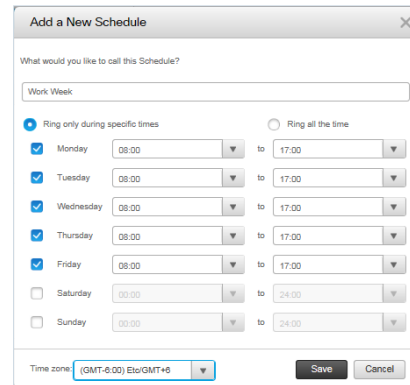 Add a New Schedule
What would you like to call this Schedule?
Work Week
Ring only during specific times Ring all the time
Monday 08:00 to 17:00
Tuesday 08:00 to 17:00
Wednesday 08:00 to 17:00
Thursday 08:00 to 17:00
Friday 08:00 to 17:00
Saturday 00:00 to 24:00
Sunday 00:00 to 24:00
Time zone: (GMT-6:00) Etc/GMT+6 Save Cancel